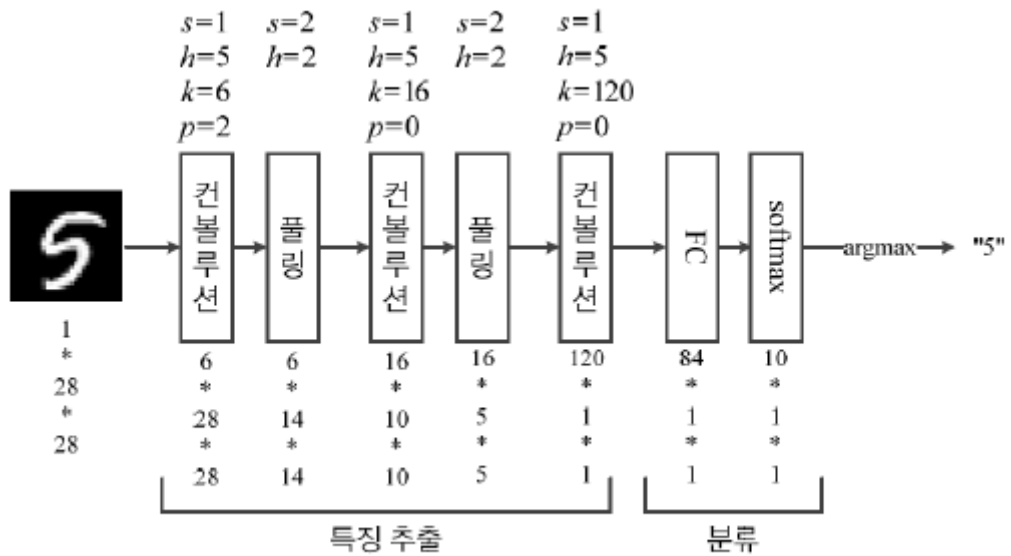 s=1 s=2 s=1 s=2 s=1
h=5 h=2 h=5 h=2 h=5
k=6 k=16 k=120
p=2 p=0 p=0
컨볼루션 풀링 컨볼루션 풀링 컨볼루션 FC softmax argmax "5"
1
*
28
*
28
6 6 16 16 120 84 10
* * * * * * *
28 14 10 5 1 1 1
* * * * * * *
28 14 10 5 1 1 1
특징 추출 분류